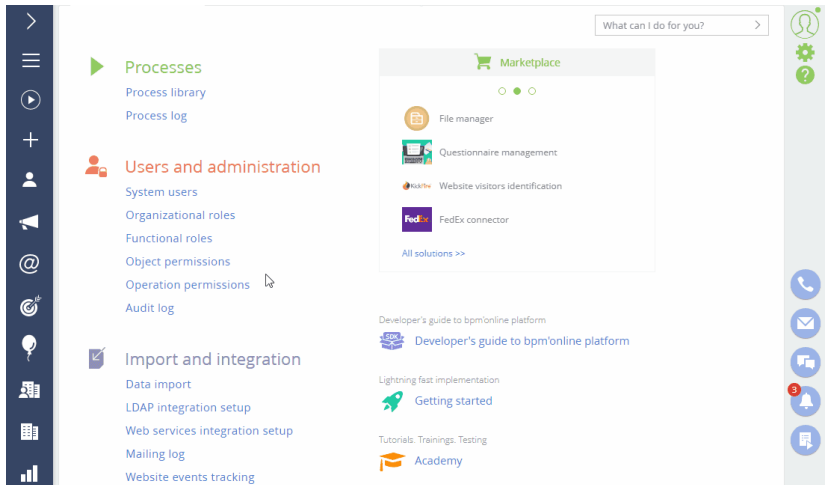 What can I do for you?
Processes
Process library
Process log
Users and administration
System users
Organizational roles
Functional roles
Object permissions
Operation permissions
Audit log
Import and integration
Data import
LDAP integration setup
Web services integration setup
Mailing log
Website events tracking
Marketplace
File manager
Questionnaire management
KickFire
Website visitors identification
FedEx
FedEx connector
All solutions >>
Developer's guide to bpm'online platform
SDK
Developer's guide to bpm'online platform
Lightning fast implementation
Getting started
Tutorials. Trainings. Testing
Academy
3